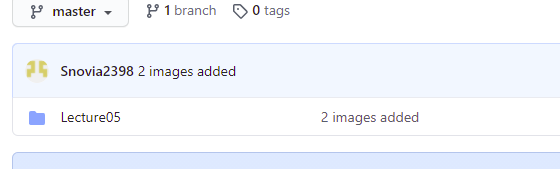 master 1 branch 0 tags
Snovia2398 2 images added
Lecture05 2 images added